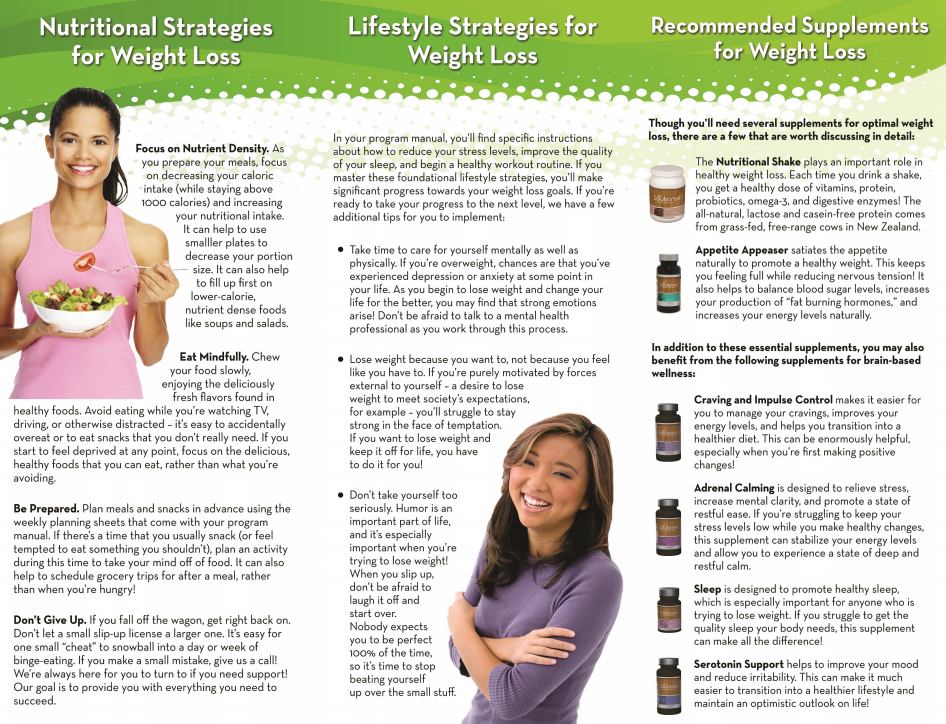 Nutritional Strategies
for Weight Loss
Focus on Nutrient Density. As
you prepare your meals, focus
on decreasing your caloric
intake (while staying above
1000 calories) and increasing
your nutritional intake.
It can help to use
smalller plates to
decrease your portion
size. It can also help
to fill up first on
lower-calorie,
nutrient dense foods
like soups and salads.
Eat Mindfully. Chew
your food slowly,
enjoying the deliciously
fresh flavors found in
healthy foods. Avoid eating while you're watching TV,
driving, or otherwise distracted – it's easy to accidentally
overeat or to eat snacks that you don't really need. If you
start to feel deprived at any point, focus on the delicious,
healthy foods that you can eat, rather than what you're
avoiding.
Be Prepared. Plan meals and snacks in advance using the
weekly planning sheets that come with your program
manual. If there's a time that you usually snack (or feel
tempted to eat something you shouldn't), plan an activity
during this time to take your mind off of food. It can also
help to schedule grocery trips for after a meal, rather
than when you're hungry!
Don't Give Up. If you fall off the wagon, get right back on.
Don't let a small slip-up license a larger one. It's easy for
one small "cheat" to snowball into a day or week of
binge-eating. If you make a small mistake, give us a call!
We're always here for you to turn to if you need support!
Our goal is to provide you with everything you need to
succeed.
Lifestyle Strategies for
Weight Loss
In your program manual, you'll find specific instructions
about how to reduce your stress levels, improve the quality
of your sleep, and begin a healthy workout routine. If you
master these foundational lifestyle strategies, you'll make
significant progress towards your weight loss goals. If you're
ready to take your progress to the next level, we have a few
additional tips for you to implement:
• Take time to care for yourself mentally as well as
physically. If you're overweight, chances are that you've
experienced depression or anxiety at some point in
your life. As you begin to lose weight and change your
life for the better, you may find that strong emotions
arise! Don't be afraid to talk to a mental health
professional as you work through this process.
• Lose weight because you want to, not because you feel
like you have to. If you're purely motivated by forces
external to yourself – a desire to lose
weight to meet society's expectations,
for example – you'll struggle to stay
strong in the face of temptation.
If you want to lose weight and
keep it off for life, you have
to do it for you!
• Don't take yourself too
seriously. Humor is an
important part of life,
and it's especially
important when you're
trying to lose weight!
When you slip up,
don't be afraid to
laugh it off and
start over.
Nobody expects
you to be perfect
100% of the time,
so it's time to stop
beating yourself
up over the small stuff.
Recommended Supplements
for Weight Loss
Though you'll need several supplements for optimal weight
loss, there are a few that are worth discussing in detail:
The Nutritional Shake plays an important role in
healthy weight loss. Each time you drink a shake,
you get a healthy dose of vitamins, protein,
probiotics, omega-3, and digestive enzymes! The
all-natural, lactose and casein-free protein comes
from grass-fed, free-range cows in New Zealand.
Appetite Appeaser satiates the appetite
naturally to promote a healthy weight. This keeps
you feeling full while reducing nervous tension! It
also helps to balance blood sugar levels, increases
your production of "fat burning hormones," and
increases your energy levels naturally.
In addition to these essential supplements, you may also
benefit from the following supplements for brain-based
wellness:
Craving and Impulse Control makes it easier for
you to manage your cravings, improves your
energy levels, and helps you transition into a
healthier diet. This can be enormously helpful,
especially when you're first making positive
changes!
Adrenal Calming is designed to relieve stress,
increase mental clarity, and promote a state of
restful ease. If you're struggling to keep your
stress levels low while you make healthy changes,
this supplement can stabilize your energy levels
and allow you to experience a state of deep and
restful calm.
Sleep is designed to promote healthy sleep,
which is especially important for anyone who is
trying to lose weight. If you struggle to get the
quality sleep your body needs, this supplement
can make all the difference!
Serotonin Support helps to improve your mood
and reduce irritability. This can make it much
easier to transition into a healthier lifestyle and
maintain an optimistic outlook on life!